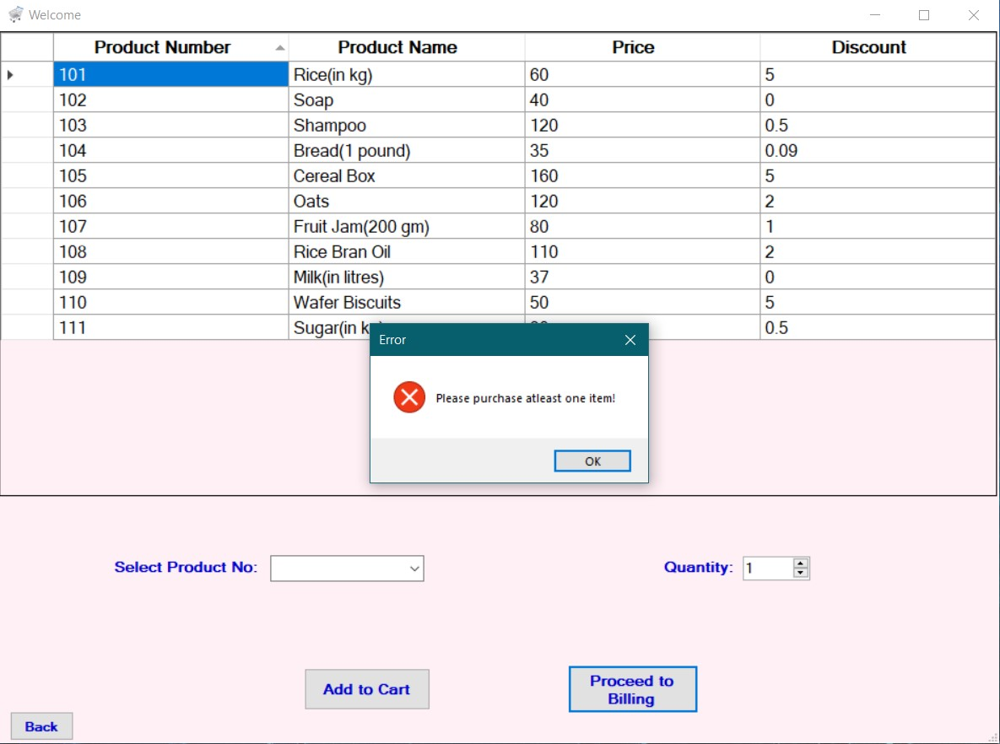 Welcome
Product Number Product Name Price Discount
101 Rice(in kg) 60 5
102 Soap 40 0
103 Shampoo 120 0.5
104 Bread(1 pound) 35 0.09
105 Cereal Box 160 5
106 Oats 120 2
107 Fruit Jam(200 gm) 80 1
108 Rice Bran Oil 110 2
109 Milk(in litres) 37 0
110 Wafer Biscuits 50 5
111 Sugar(in 0.5
Error
Please purchase atleast one item!
OK
Select Product No: Quantity: 1
Add to Cart Proceed to
Billing
Back